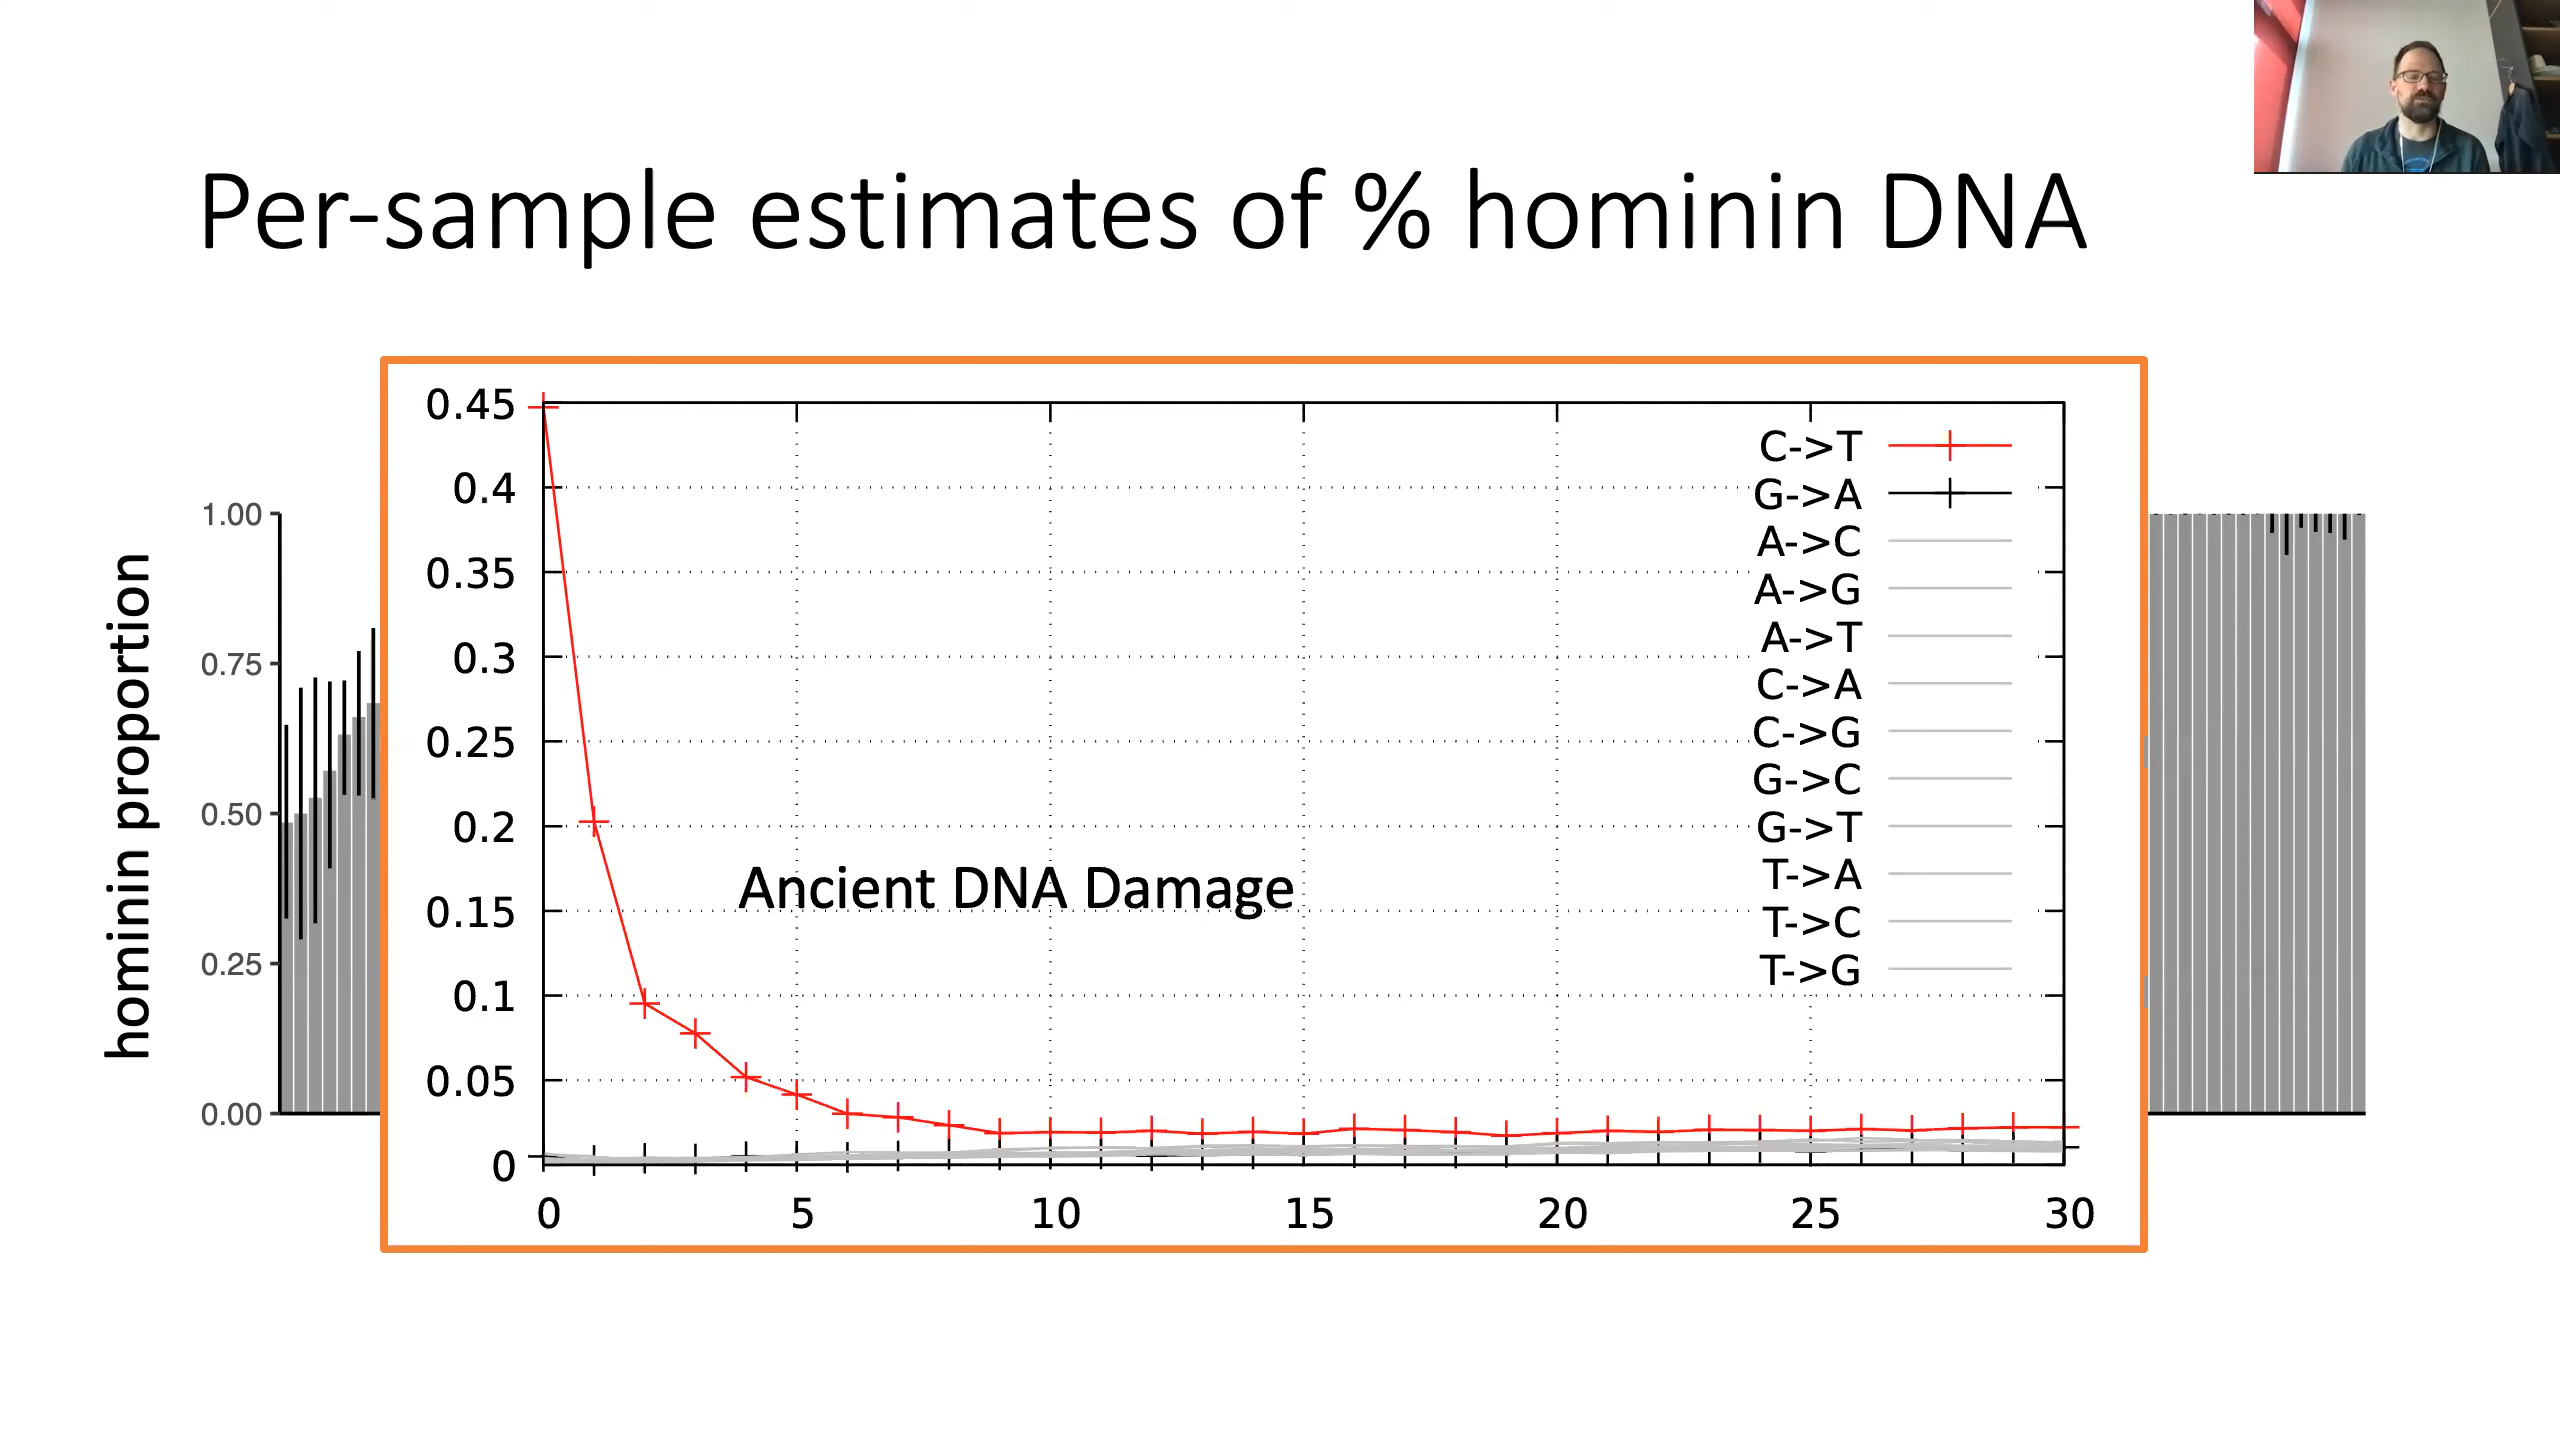 Per-sample estimates of % hominin DNA
hominin proportion
1.00
0.75
0.50
0.25
0.00
0.45
0.4
0.35
0.3
0.25
0.2
0.15
0.1
0.05
0
0 5 10 15 20 25 30
Ancient DNA Damage
C->T
G->A
A->C
A->G
A->T
C->A
C->G
G->C
G->T
T->A
T->C
T->G